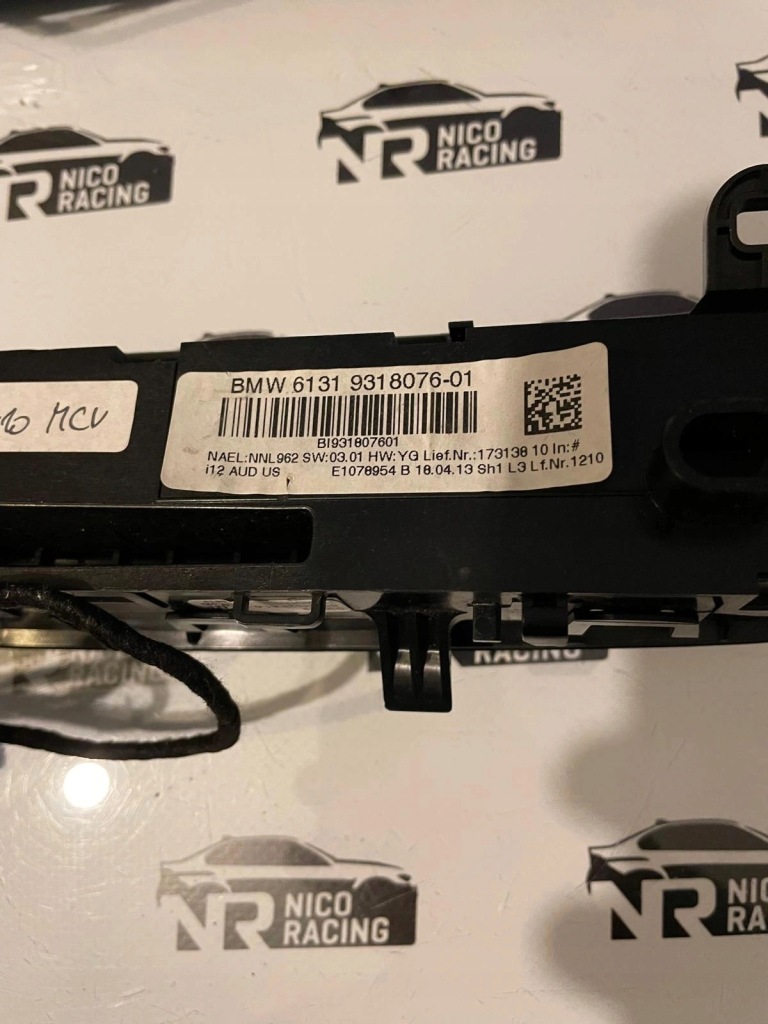 NR NICO
RACING
R NICO
RACING
BMW 6131 9318076-01
BI931807601
NAEL:NNL962 SW:03.01 HW:YG Lief.Nr.:173138 10 In:#
i12 AUD US E1078954 B 18.04.13 Sh1 L3 Lf.Nr.1210
MCV
RACING
RACING
NR NICO
RACING
NR NICO
RAC